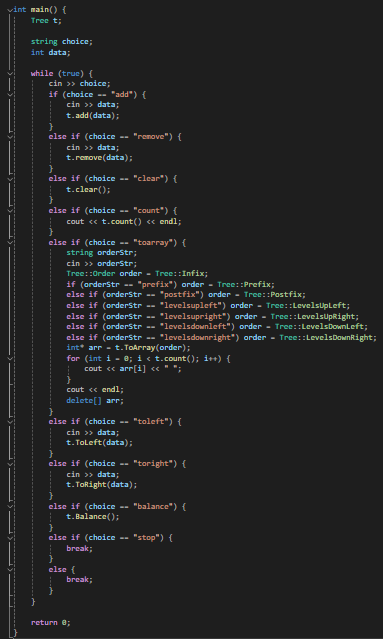 int main() {
    Tree t;

    string choice;
    int data;

    while (true) {
        cin >> choice;
        if (choice == "add") {
            cin >> data;
            t.add(data);
        }
        else if (choice == "remove") {
            cin >> data;
            t.remove(data);
        }
        else if (choice == "clear") {
            t.clear();
        }
        else if (choice == "count") {
            cout << t.count() << endl;
        }
        else if (choice == "toarray") {
            string orderStr;
            cin >> orderStr;
            Tree::Order order = Tree::Infix;
            if (orderStr == "prefix") order = Tree::Prefix;
            else if (orderStr == "postfix") order = Tree::Postfix;
            else if (orderStr == "levelsupleft") order = Tree::LevelsUpLeft;
            else if (orderStr == "levelsupright") order = Tree::LevelsUpRight;
            else if (orderStr == "levelsdownleft") order = Tree::LevelsDownLeft;
            else if (orderStr == "levelsdownright") order = Tree::LevelsDownRight;
            int* arr = t.ToArray(order);
            for (int i = 0; i < t.count(); i++) {
                cout << arr[i] << " ";
            }
            cout << endl;
            delete[] arr;
        }
        else if (choice == "toleft") {
            cin >> data;
            t.ToLeft(data);
        }
        else if (choice == "toright") {
            cin >> data;
            t.ToRight(data);
        }
        else if (choice == "balance") {
            t.Balance();
        }
        else if (choice == "stop") {
            break;
        }
        else {
            break;
        }
    }

    return 0;
}